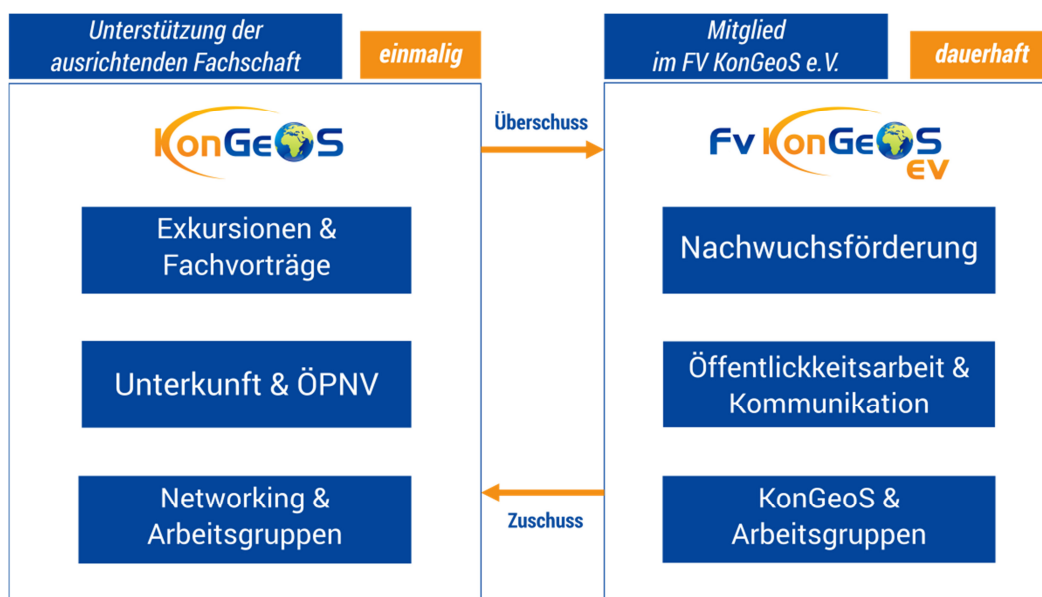 Unterstützung der
ausrichtenden Fachschaft
einmalig
KonGeOS
Exkursionen &
Fachvorträge
Unterkunft & ÖPNV
Networking &
Arbeitsgruppen
Überschuss
Zuschuss
Mitglied
im FV KonGeoS e.V.
dauerhaft
Fv KonGeOS
EV
Nachwuchsförderung
Öffentlickkeitsarbeit &
Kommunikation
KonGeoS &
Arbeitsgruppen